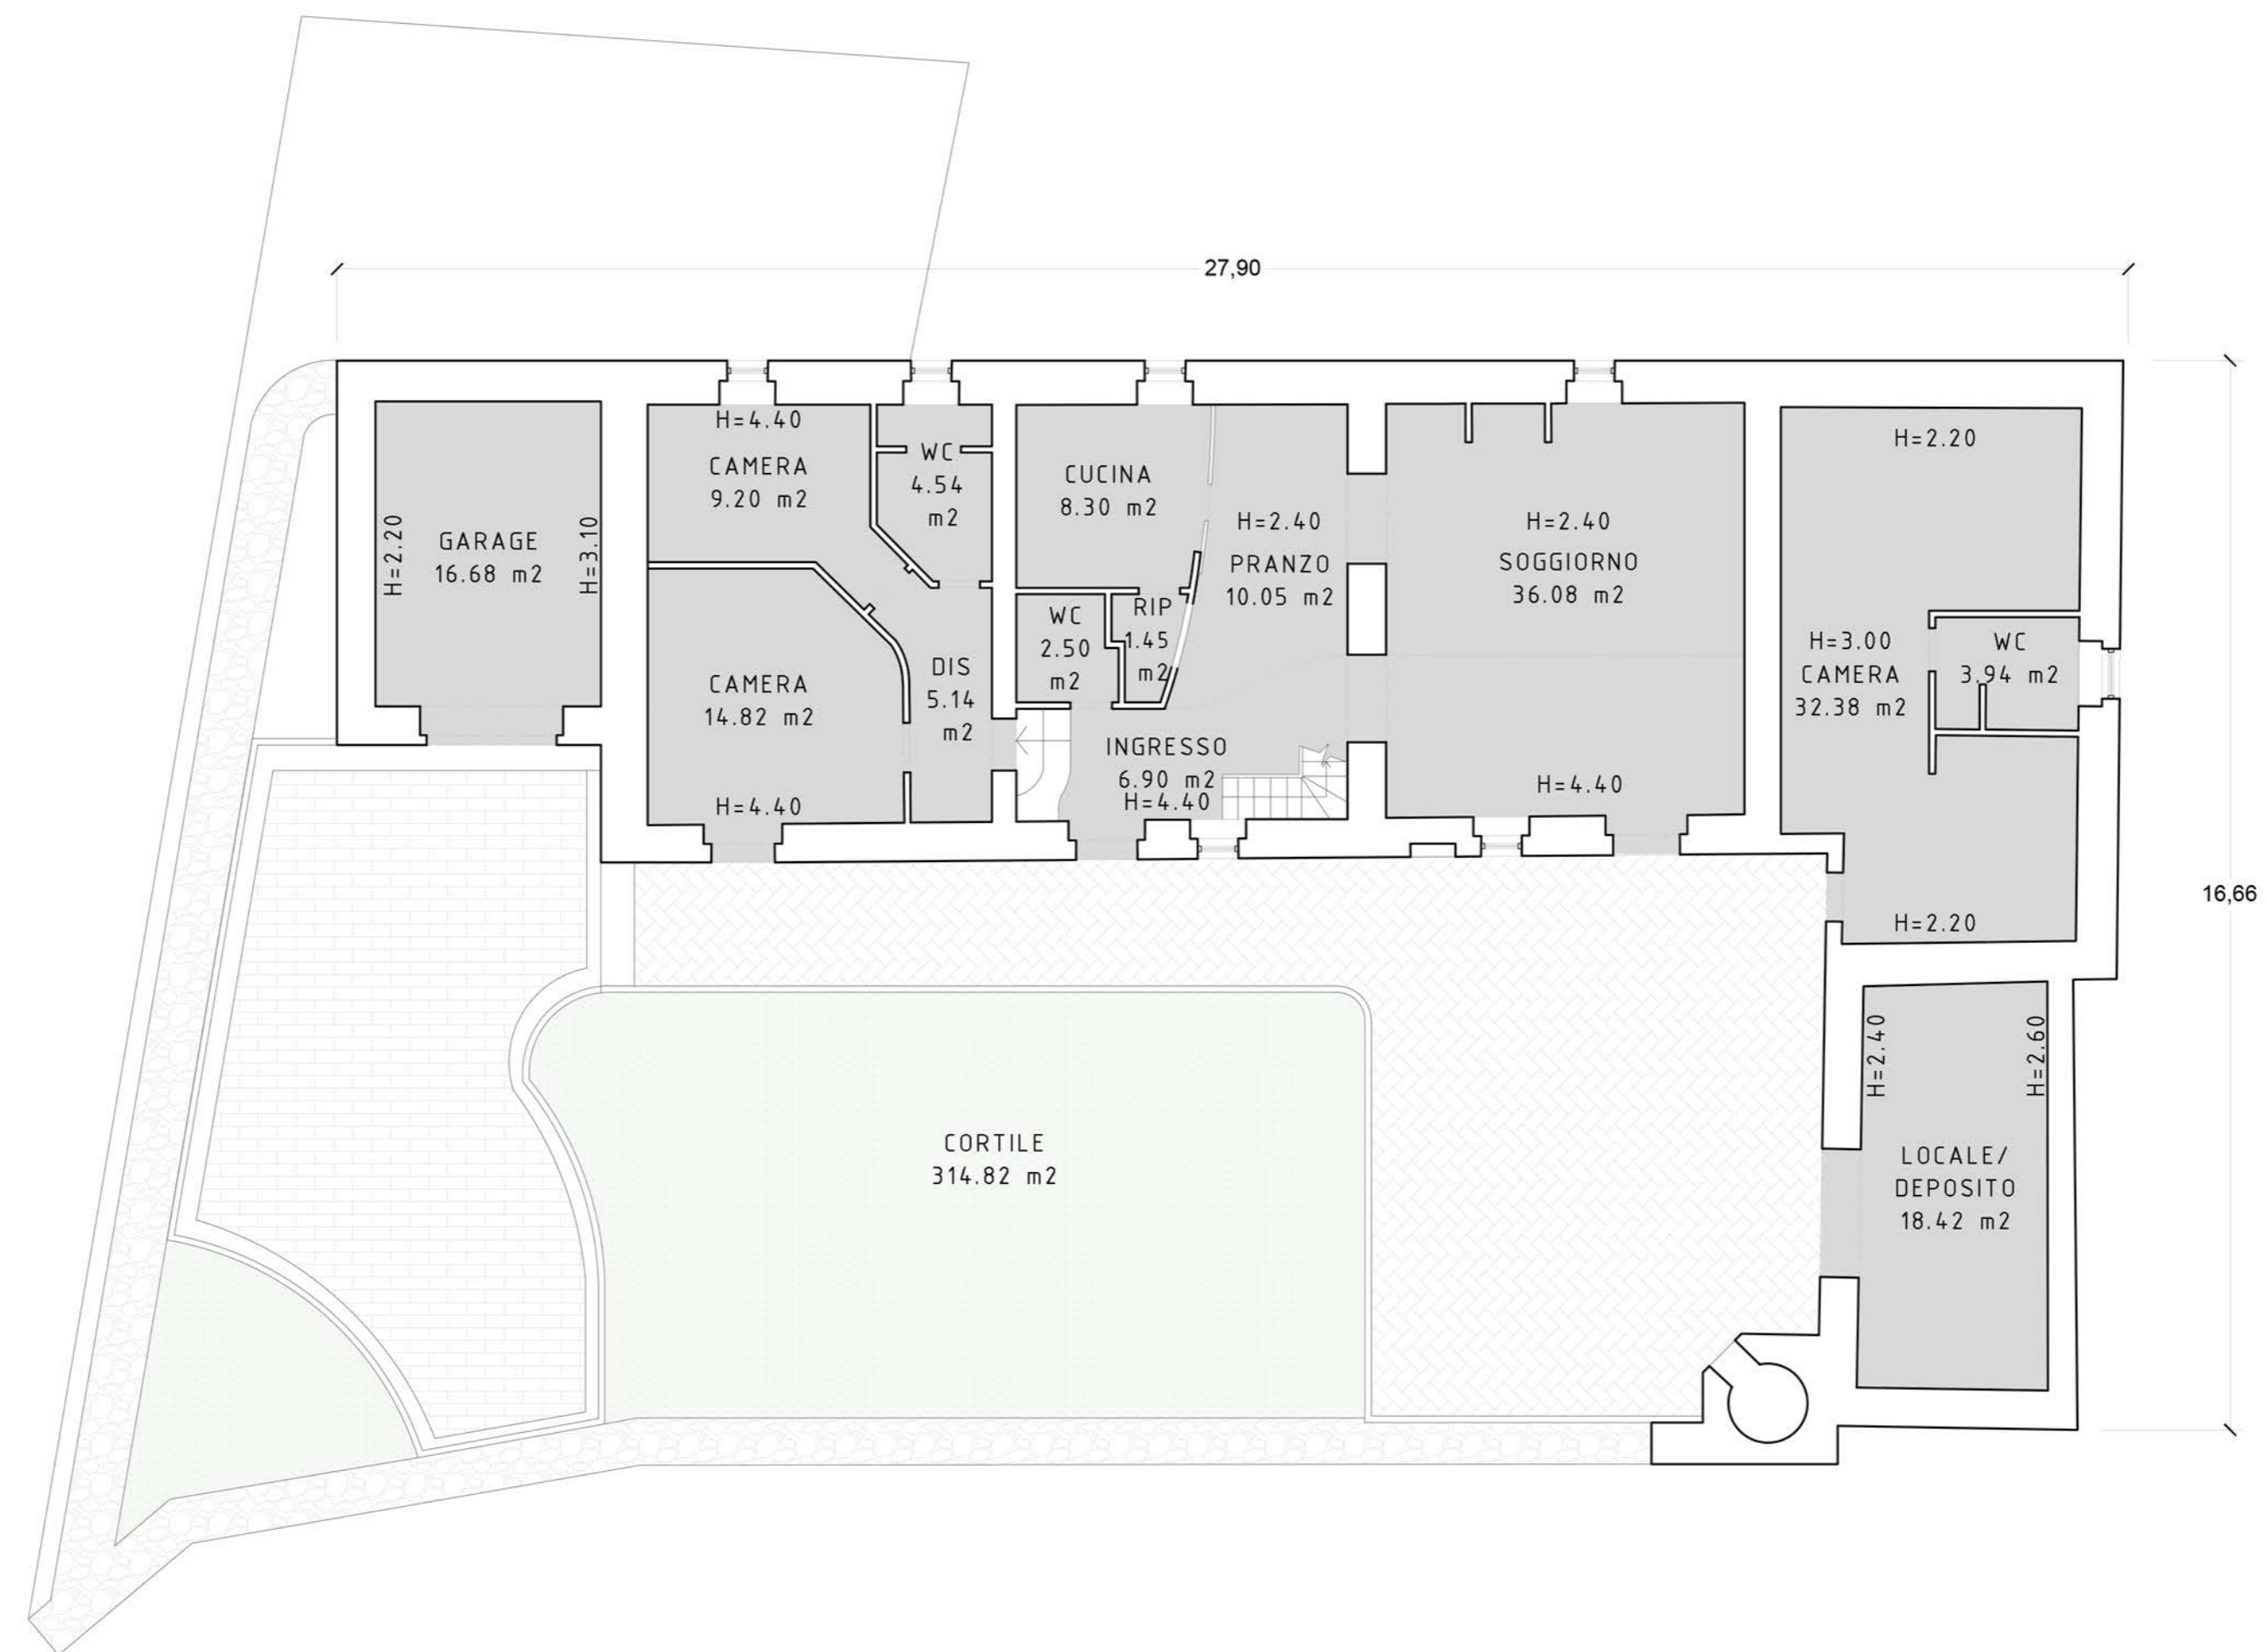 27,90
H=2.20
GARAGE
16.68 m2
H=3.10
H=4.40
CAMERA
9.20 m2
WC
4.54
m2
CUCINA
8.30 m2
H=2.40
PRANZO
10.05 m2
H=2.40
SOGGIORNO
36.08 m2
H=2.20
H=3.00
CAMERA
32.38 m2
WC
3.94 m2
H=2.20
CAMERA
14.82 m2
H=4.40
DIS
5.14
m2
WC
2.50
m2
RIP
1.45
m2
INGRESSO
6.90 m2
H=4.40
H=4.40
16,66
H=2.40
H=2.60
LOCALE/
DEPOSITO
18.42 m2
CORTILE
314.82 m2